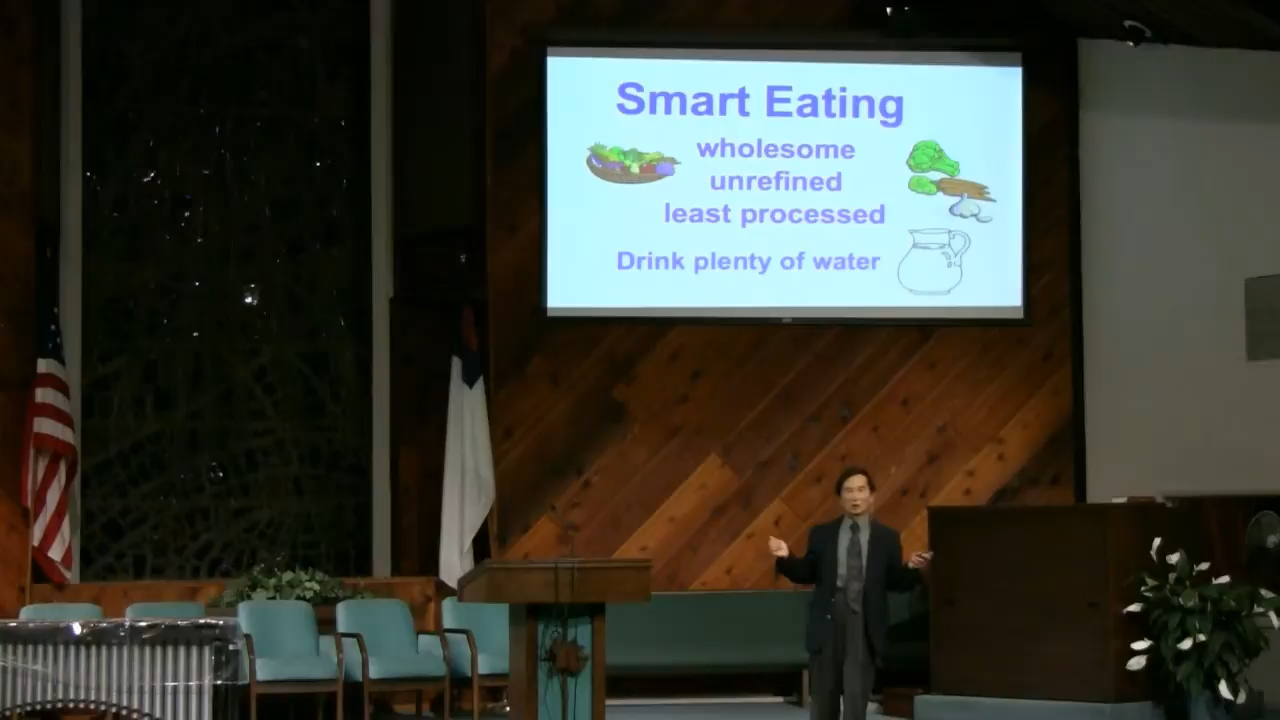 Smart Eating
wholesome
unrefined
least processed
Drink plenty of water